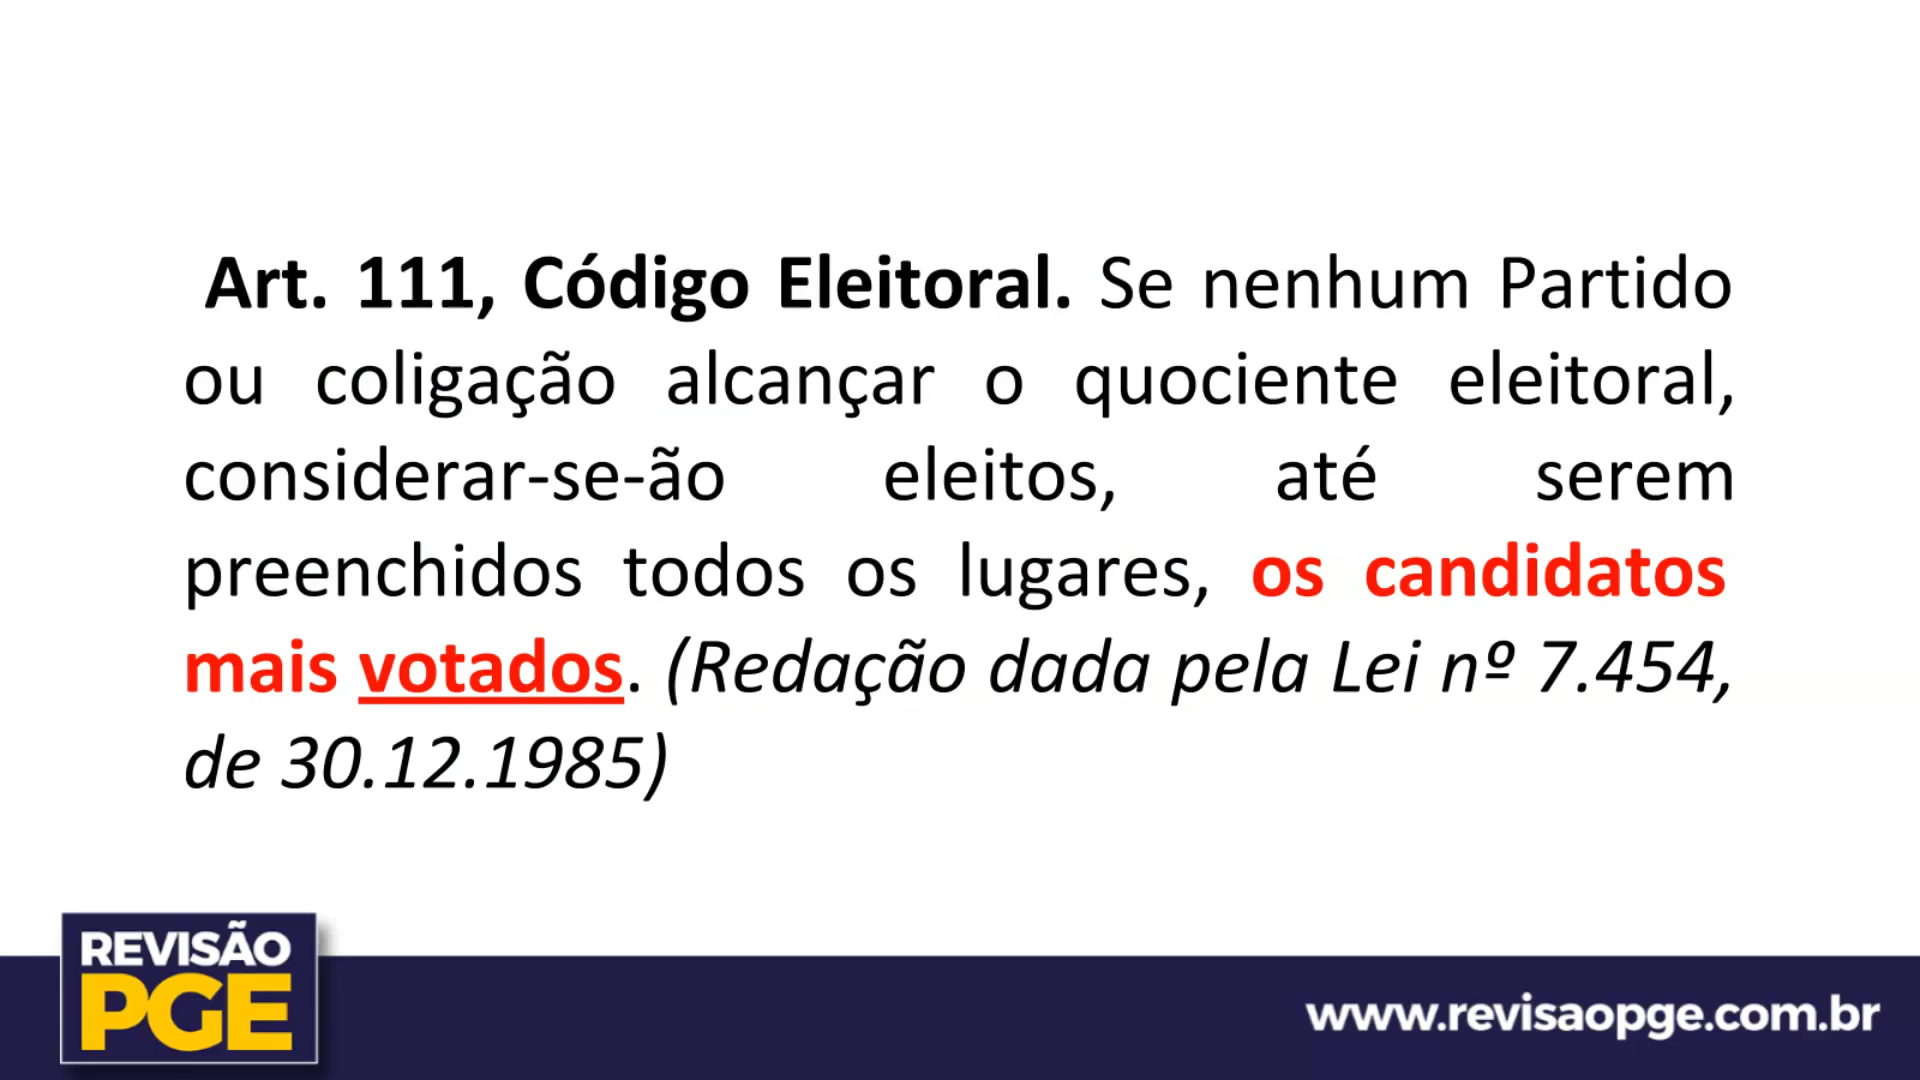 Art. 111, Código Eleitoral. Se nenhum Partido
ou coligação alcançar o quociente eleitoral,
considerar-se-ão eleitos, até serem
preenchidos todos os lugares, os candidatos
mais votados. (Redação dada pela Lei nº 7.454,
de 30.12.1985)
REVISÃO
PGE
www.revisaopge.com.br